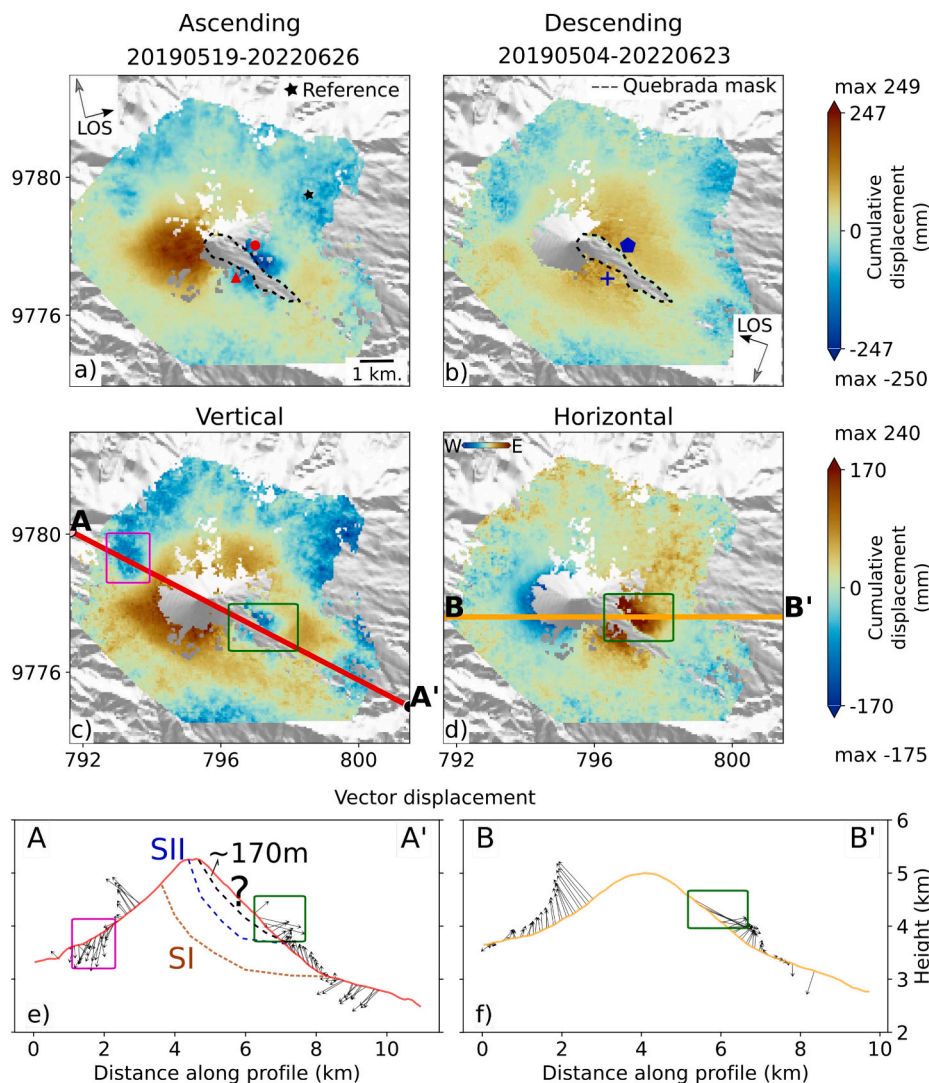 Ascending
20190519-20220626
Descending
20190504-20220623
LOS
★ Reference
--- Quebrada mask
max 249
247
0
-247
max -250
Cumulative
displacement
(mm)
9780
9776
a)
1 km.
b)
LOS
Vertical
Horizontal
W E
max 240
170
0
-170
max -175
Cumulative
displacement
(mm)
9780
9776
A
A'
B
B'
c)
d)
792
796
800
792
796
800
Vector displacement
A
A'
SII
~170m
?
SI
e)
B
B'
f)
6
5
4
3
2
Height (km)
0
2
4
6
8
10
Distance along profile (km)
0
2
4
6
8
10
Distance along profile (km)